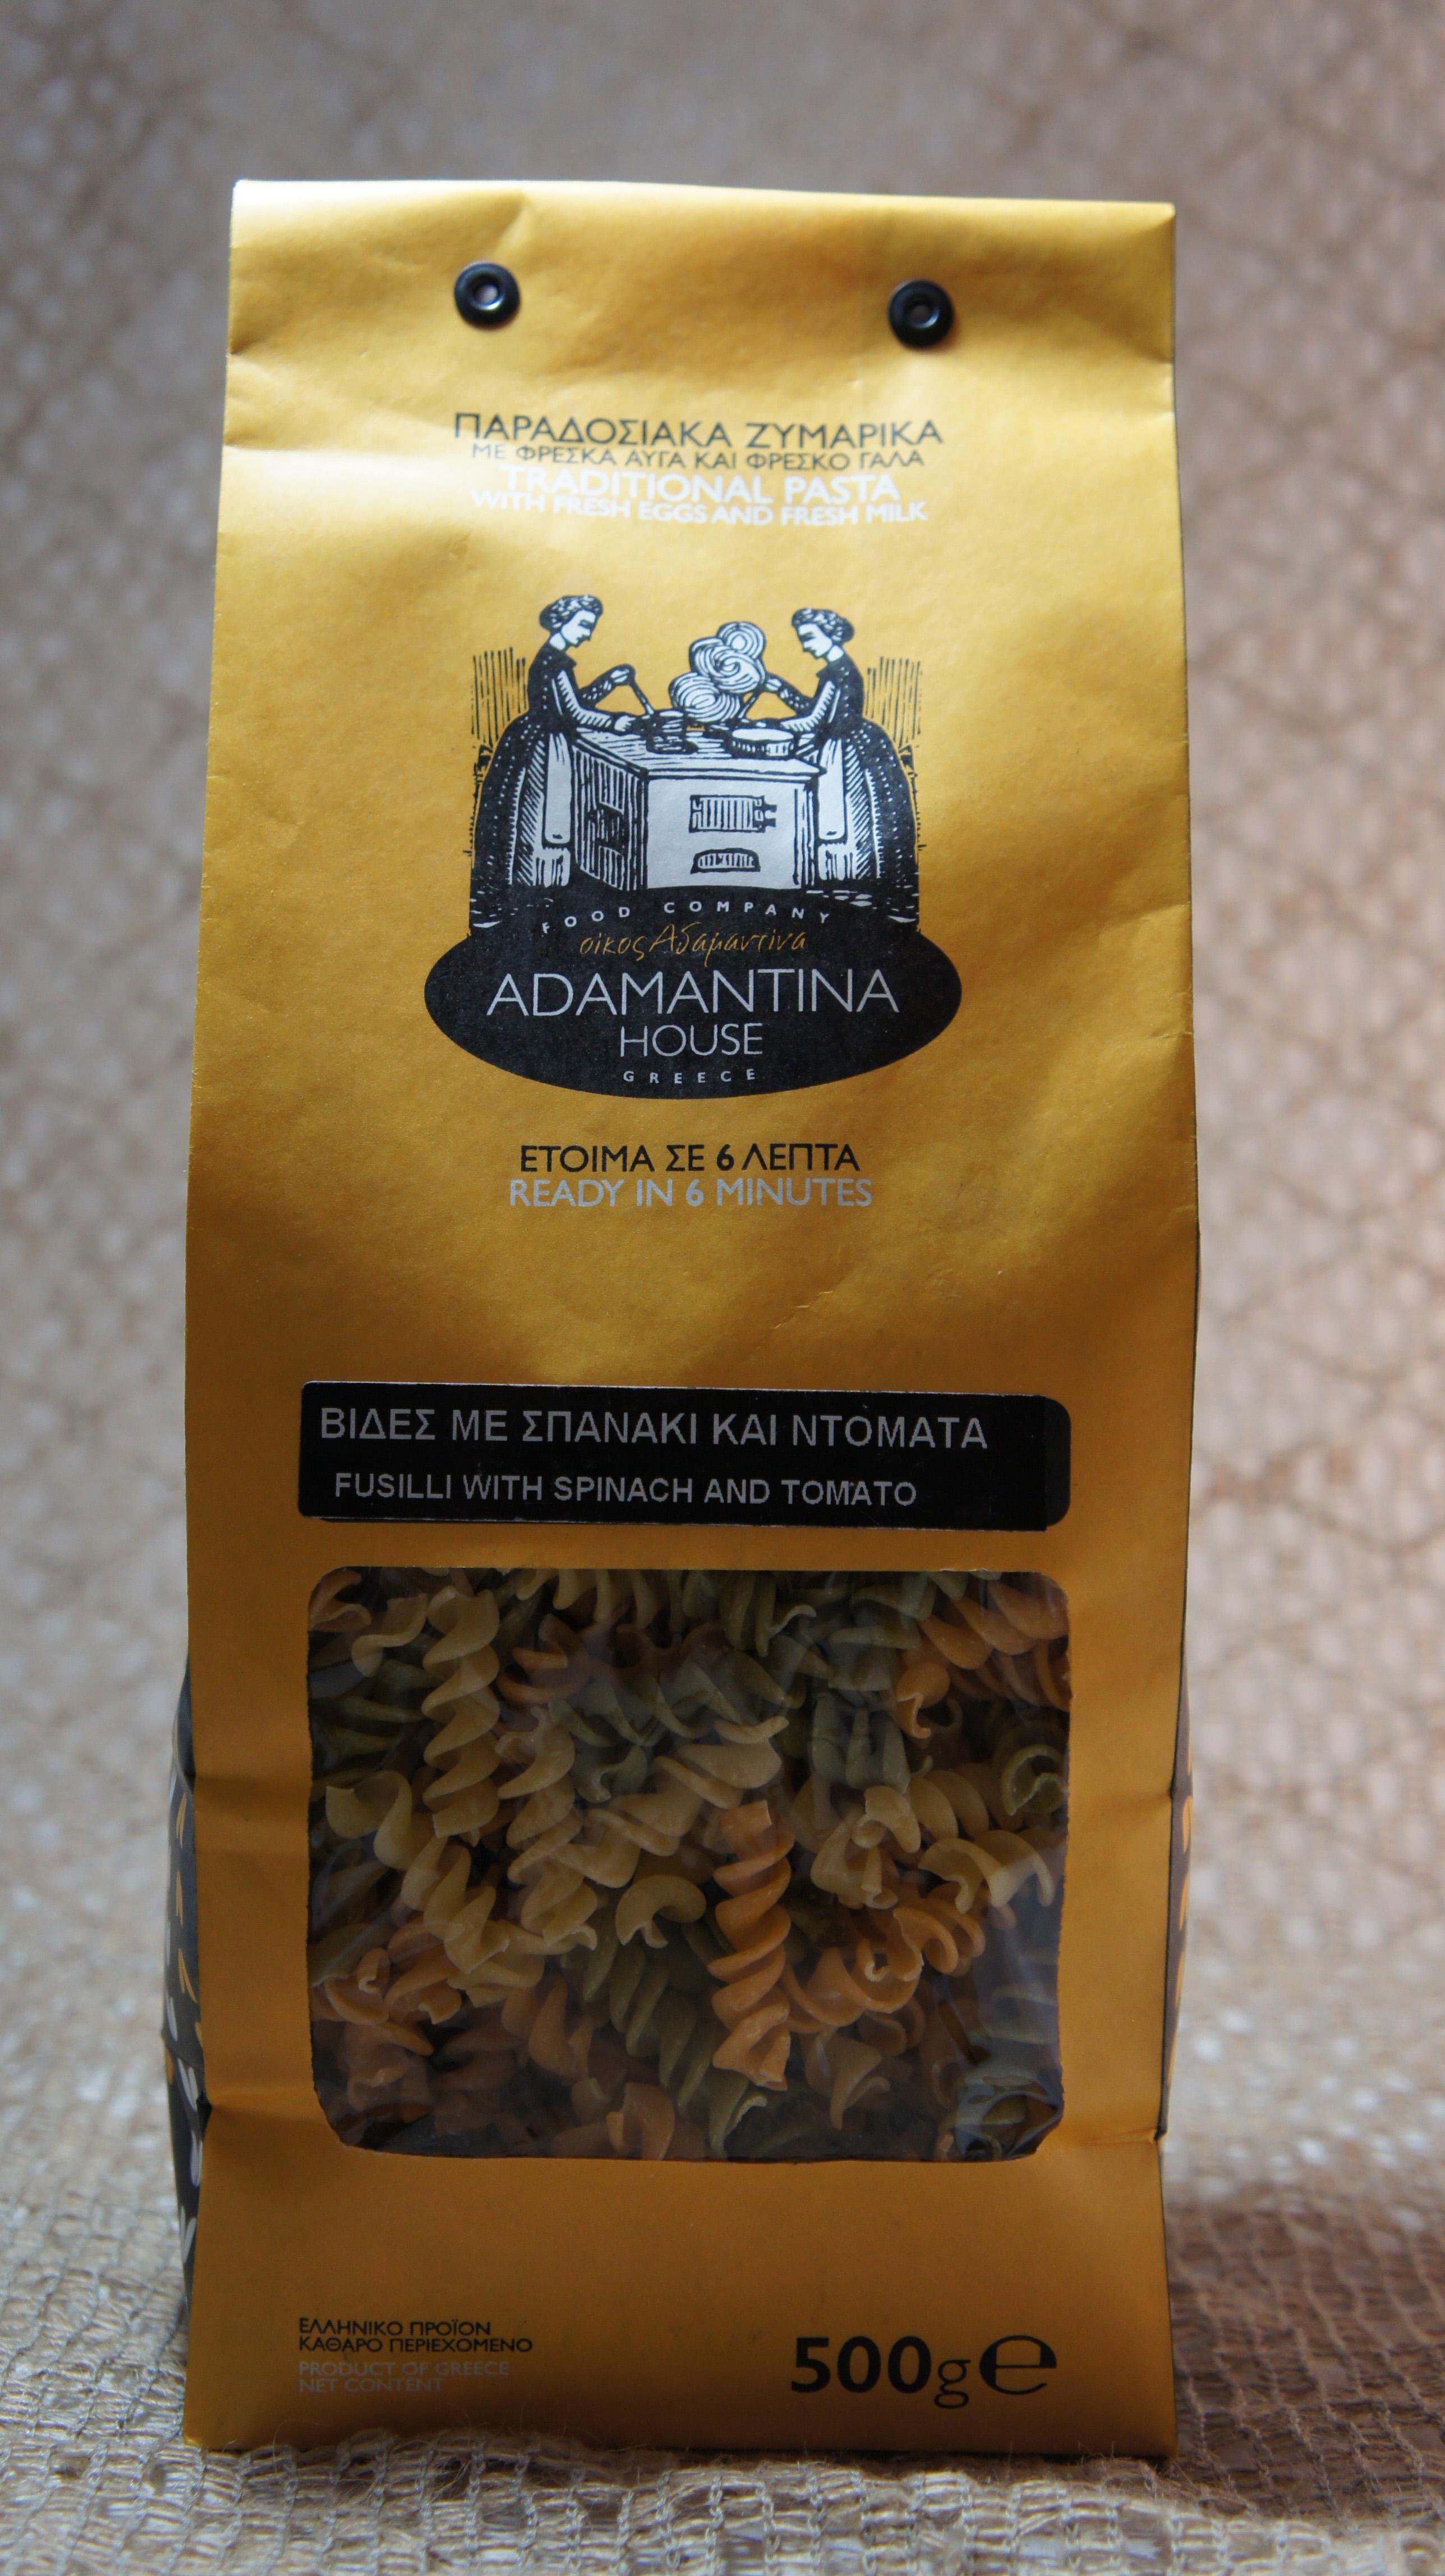 ΠΑΡΑΔΟΣΙΑΚΑ ΖΥΜΑΡΙΚΑ
ΜΕ ΦΡΕΣΚΑ ΑΥΓΑ ΚΑΙ ΦΡΕΣΚΟ ΓΑΛΑ
TRADITIONAL PASTA
WITH FRESH EGGS AND FRESH MILK
FOOD COMPANY
οίκος Αδαμαντίνα
ADAMANTINA
HOUSE
GREECE
ΕΤΟΙΜΑ ΣΕ 6 ΛΕΠΤΑ
READY IN 6 MINUTES
ΒΙΔΕΣ ΜΕ ΣΠΑΝΑΚΙ ΚΑΙ ΝΤΟΜΑΤΑ
FUSILLI WITH SPINACH AND TOMATO
ΕΛΛΗΝΙΚΟ ΠΡΟΪΟΝ
ΚΑΘΑΡΟ ΠΕΡΙΕΧΟΜΕΝΟ
PRODUCT OF GREECE
NET CONTENT
500g℮